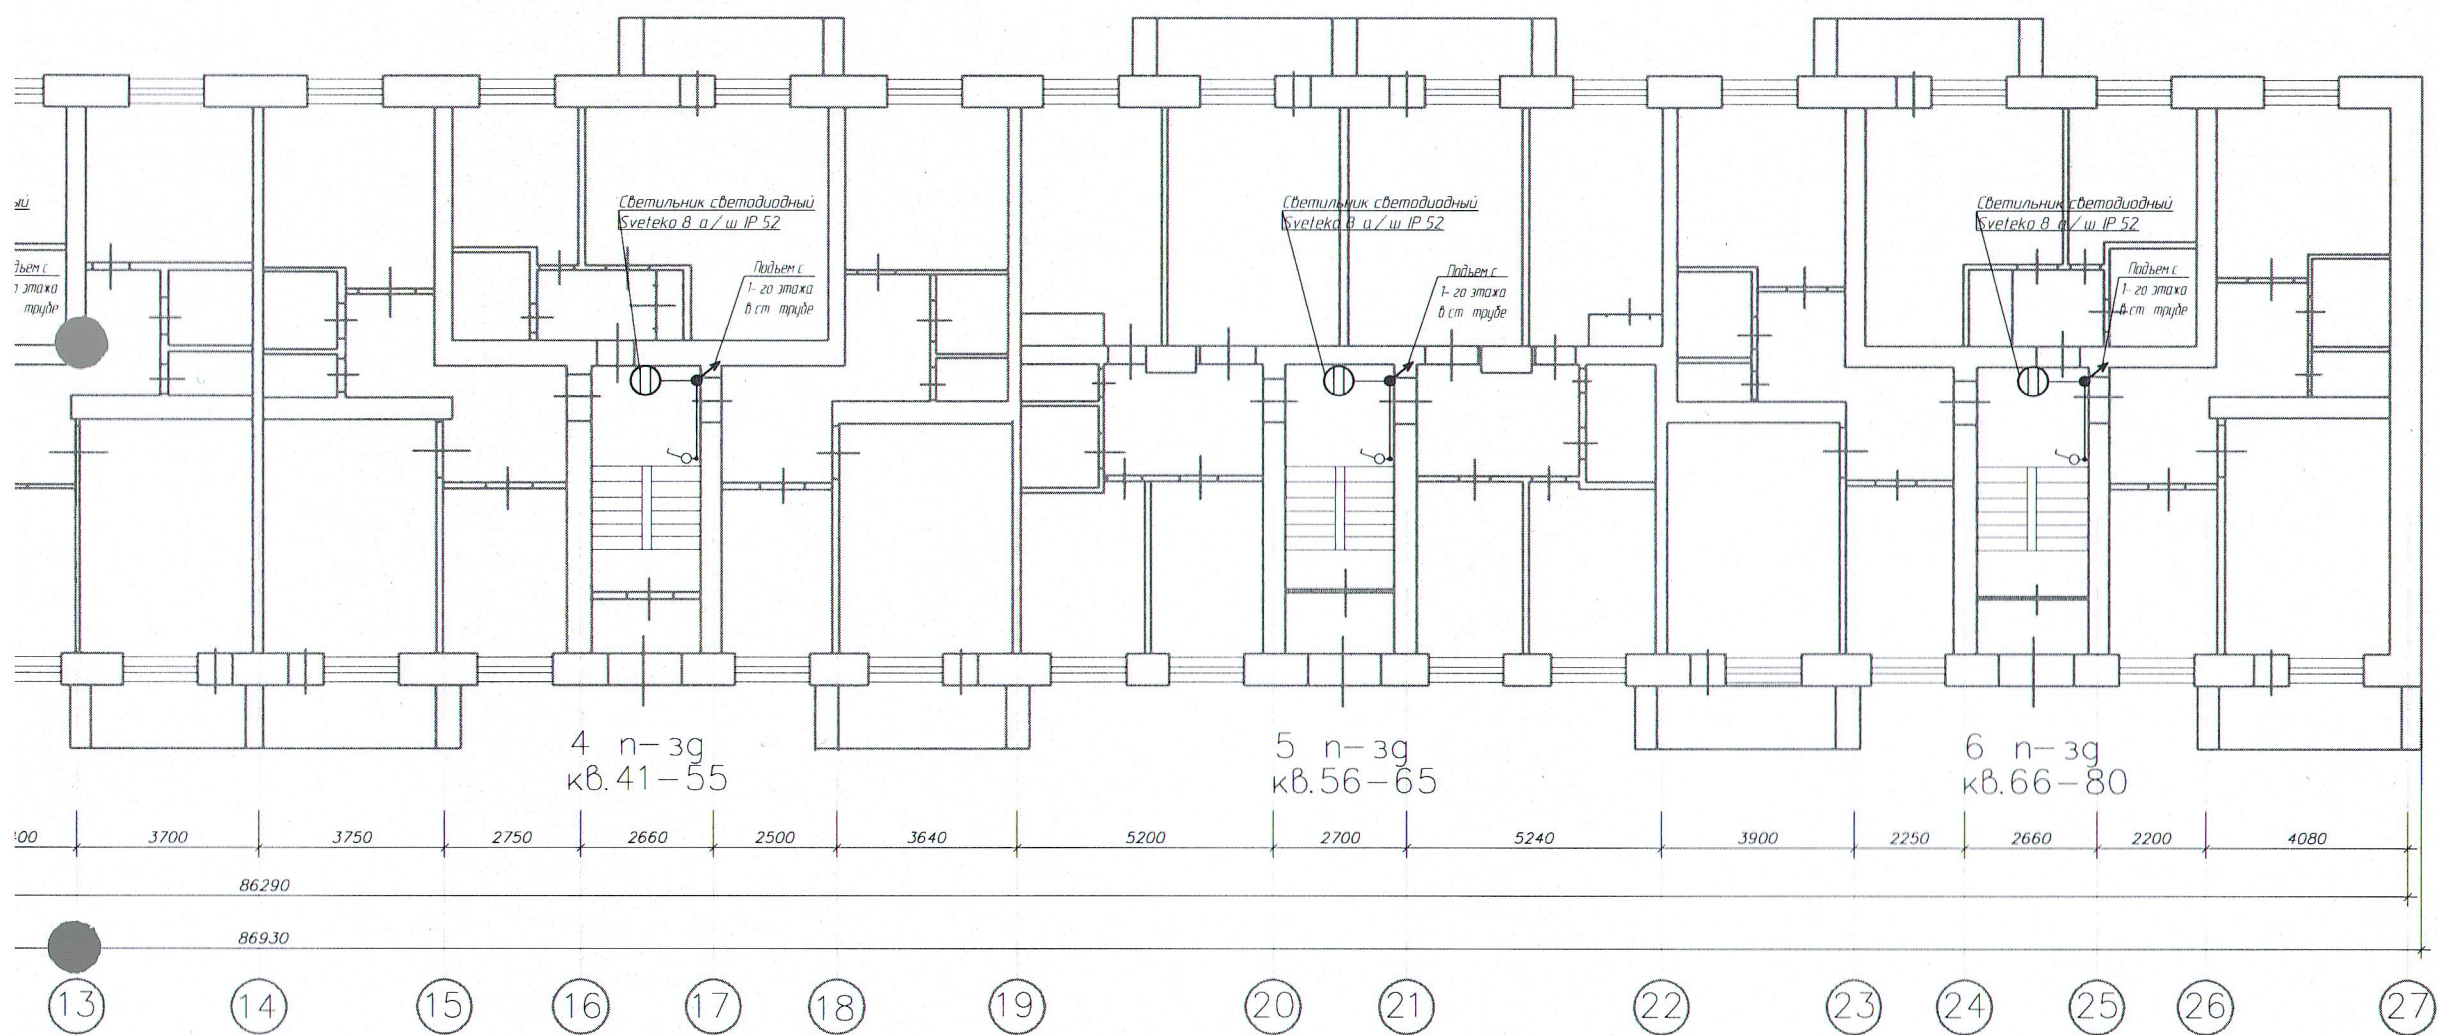 ый
Светильник светодиодный
Sveteko 8 а/ш IP 52
Светильник светодиодный
Sveteko 8 а/ш IP 52
Светильник светодиодный
Sveteko 8 а/ш IP 52
этажа
трубе
Подъем с
1- го этажа
в ст трубе
Подъем с
1- го этажа
в ст трубе
Подъем с
1- го этажа
в ст трубе
4 п-зд
кв.41-55
5 п-зд
кв.56-65
6 п-зд
кв.66-80
00 3700 3750 2750 2660 2500 3640 5200 2700 5240 3900 2250 2660 2200 4080
86290
86930
13 14 15 16 17 18 19 20 21 22 23 24 25 26 27